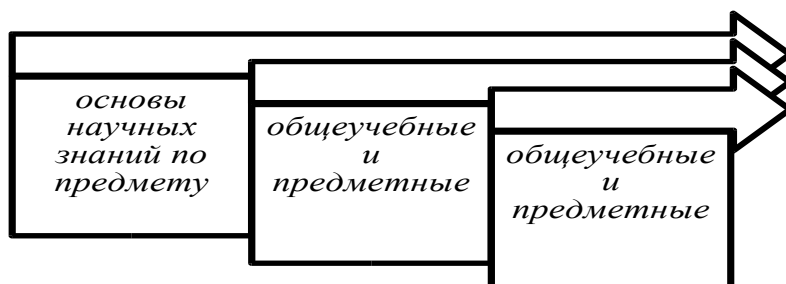 основы
научных
знаний по
предмету
общеучебные
и
предметные
общеучебные
и
предметные